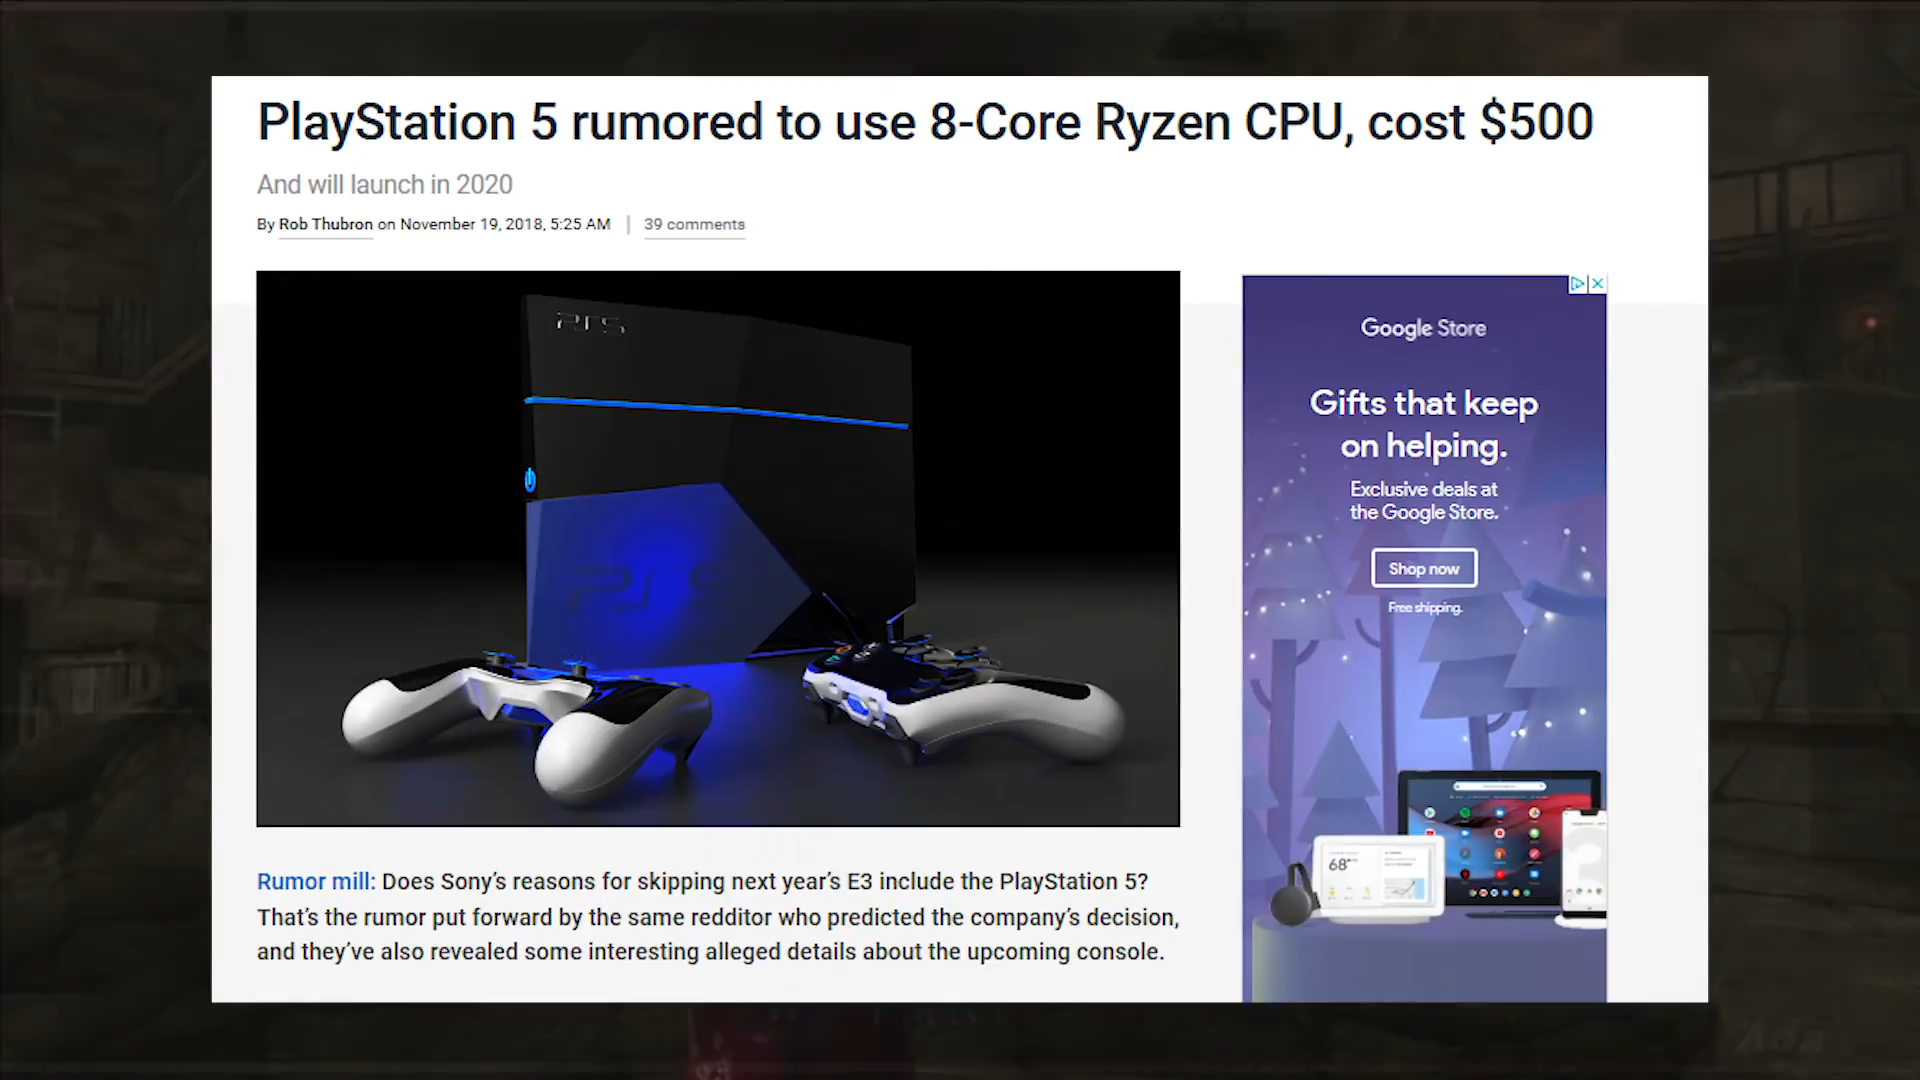 PlayStation 5 rumored to use 8-Core Ryzen CPU, cost $500
And will launch in 2020
By Rob Thubron on November 19, 2018, 5:25 AM | 39 comments
PS5
PS5
Rumor mill: Does Sony's reasons for skipping next year's E3 include the PlayStation 5?
That's the rumor put forward by the same redditor who predicted the company's decision,
and they've also revealed some interesting alleged details about the upcoming console.
Google Store
Gifts that keep
on helping.
Exclusive deals at
the Google Store.
Shop now
Free shipping.
68°